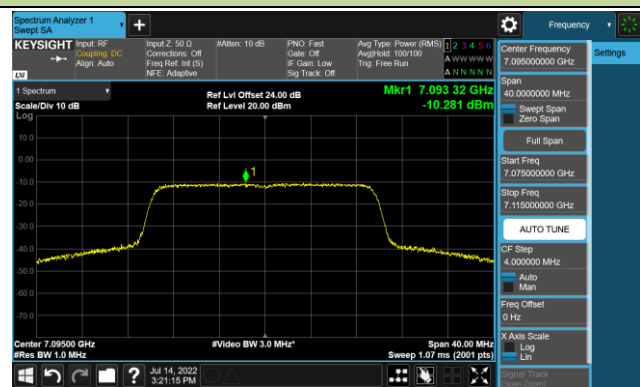 Spectrum Analyzer 1
Swept SA
Frequency
KEYSIGHT
Input: RF
Coupling: DC
Align: Auto
Input Z: 50 Ω
Corrections: Off
Freq Ref: Int (S)
NFE: Adaptive
#Atten: 10 dB
PNO: Fast
Gate: Off
IF Gain: Low
Sig Track: Off
Avg Type: Power (RMS)
Avg|Hold: 100/100
Trig: Free Run
1 2 3 4 5 6
A W W W W W
A N N N N N
LXI
1 Spectrum
Scale/Div 10 dB
Log
Ref Lvl Offset 24.00 dB
Ref Level 20.00 dBm
Mkr1 7.093 32 GHz
-10.281 dBm
10.0
0.00
-10.0
-20.0
-30.0
-40.0
-50.0
-60.0
-70.0
1
Center 7.09500 GHz
#Res BW 1.0 MHz
#Video BW 3.0 MHz*
Span 40.00 MHz
Sweep 1.07 ms (2001 pts)
Jul 14, 2022
3:21:15 PM
?
Center Frequency
7.095000000 GHz
Settings
Span
40.0000000 MHz
Swept Span
Zero Span
Full Span
Start Freq
7.075000000 GHz
Stop Freq
7.115000000 GHz
AUTO TUNE
CF Step
4.000000 MHz
Auto
Man
Freq Offset
0 Hz
X Axis Scale
Log
Lin
Signal Track
(Span Zoom)